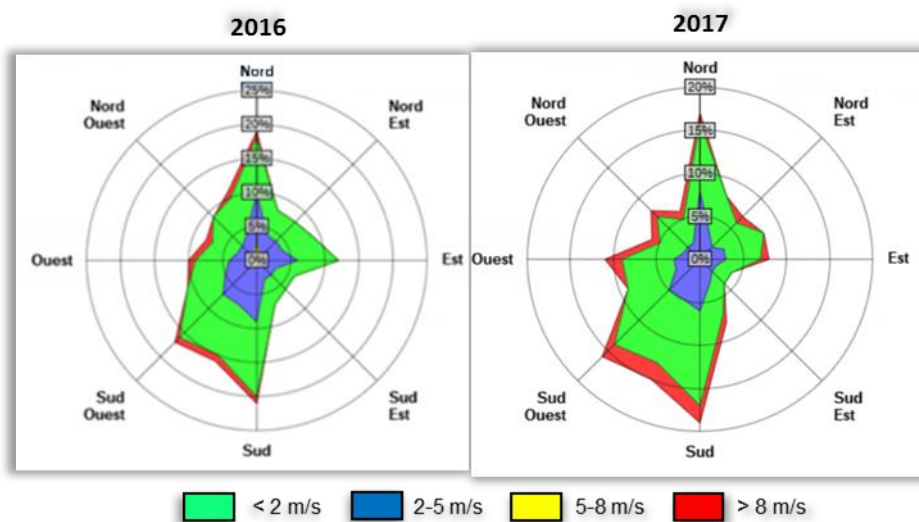 2016
Nord
25%
20%
15%
10%
5%
0%
Nord
Ouest
Nord
Est
Ouest
Est
Sud
Ouest
Sud
Est
Sud
2017
Nord
20%
15%
10%
5%
0%
Nord
Ouest
Nord
Est
Ouest
Est
Sud
Ouest
Sud
Est
Sud
< 2 m/s
2-5 m/s
5-8 m/s
> 8 m/s